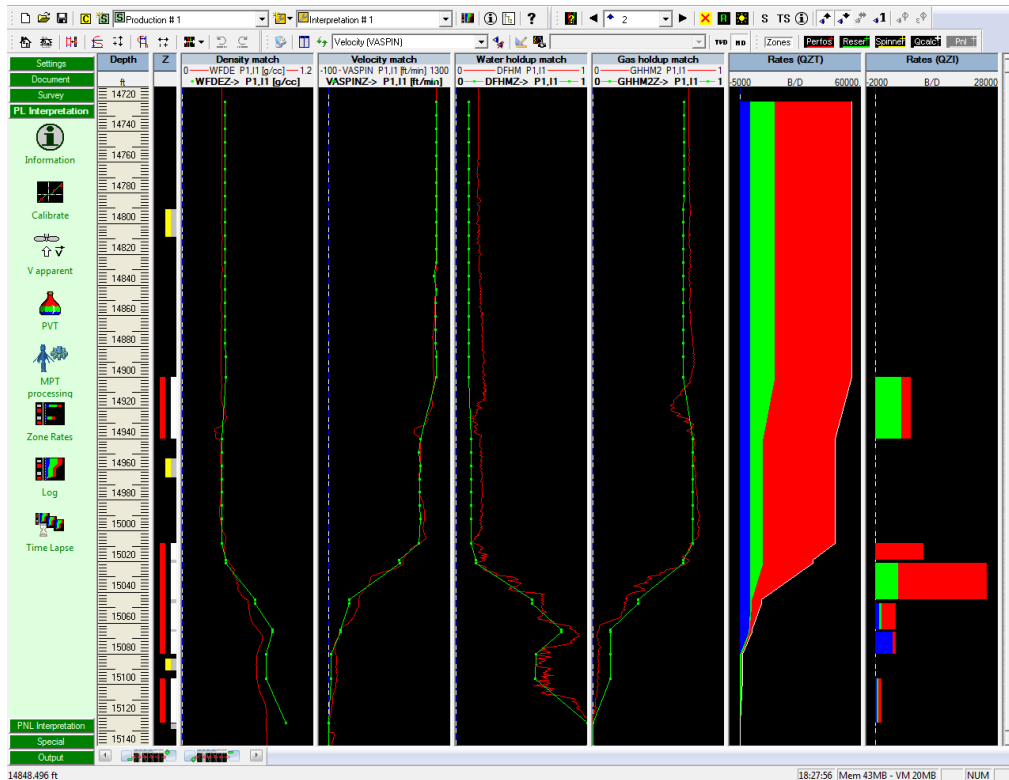 C S Production # 1 Interpretation # 1 ? ? 2 X R S TS 1
Velocity (VASPIN) TVD MD Zones Perfos Reser Spinner Qcalc Pnl
Settings
Document
Survey
PL Interpretation
Information
Calibrate
V apparent
PVT
MPT
processing
Zone Rates
Log
Time Lapse
PNL Interpretation
Special
Output
Depth
ft
14720
14740
14760
14780
14800
14820
14840
14860
14880
14900
14920
14940
14960
14980
15000
15020
15040
15060
15080
15100
15120
15140
Z
Density match
0 WFDE P1,I1 [g/cc] 1.2
WFDEZ-> P1,I1 [g/cc]
Velocity match
-100 VASPIN P1,I1 [ft/min] 1300
VASPINZ-> P1,I1 [ft/min]
Water holdup match
0 DFHM P1,I1 1
0 DFHMZ-> P1,I1 1
Gas holdup match
0 GHHM2 P1,I1 1
0 GHHM2Z-> P1,I1 1
Rates (QZT)
-5000 B/D 60000
Rates (QZI)
-2000 B/D 28000
14848.496 ft 18:27:56 Mem 43MB - VM 20MB NUM